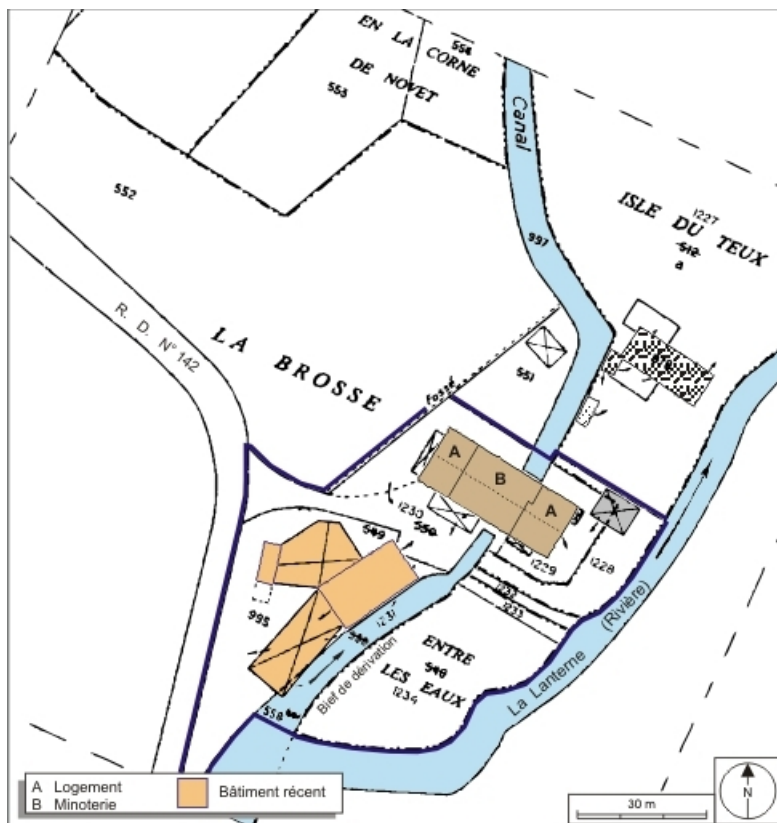 EN LA CORNE
DE NOVET
554
553
552
Canal
997
ISLE DU TEUX
1227
512
a
R. D. N° 142
LA BROSSE
Fossé
551
A
B
A
1230
550
549
1229
1228
1233
995
1231
ENTRE
548
LES EAUX
1234
Bief de dérivation
558
La Lanterne
(Rivière)
A Logement
B Minoterie
Bâtiment récent
30 m
N